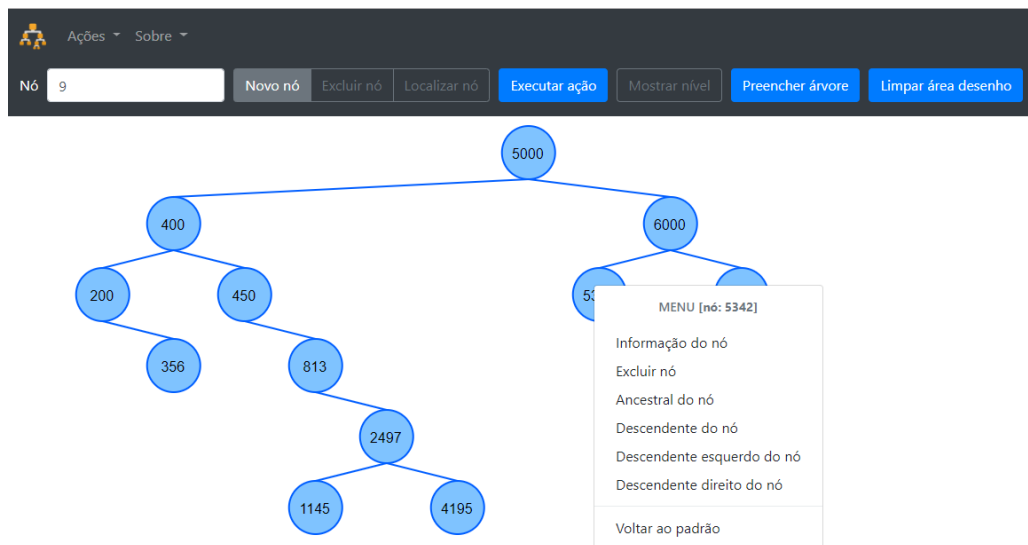 Ações Sobre
Nó 9 Novo nó Excluir nó Localizar nó Executar ação Mostrar nível Preencher árvore Limpar área desenho
5000
400 6000
200 450
MENU [nó: 5342]
Informação do nó
356 813
Excluir nó
Ancestral do nó
Descendente do nó
2497
Descendente esquerdo do nó
Descendente direito do nó
1145 4195
Voltar ao padrão